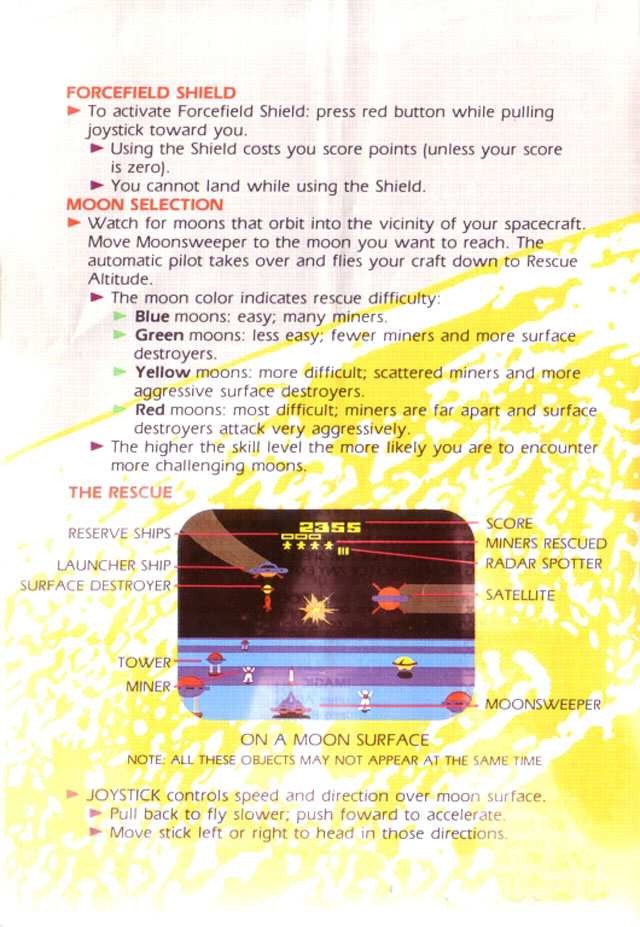 FORCEFIELD SHIELD
To activate Forcefield Shield: press red button while pulling
joystick toward you.
Using the Shield costs you score points (unless your score
is zero).
You cannot land while using the Shield.
MOON SELECTION
Watch for moons that orbit into the vicinity of your spacecraft.
Move Moonsweeper to the moon you want to reach. The
automatic pilot takes over and flies your craft down to Rescue
Altitude.
The moon color indicates rescue difficulty:
Blue moons: easy; many miners.
Green moons: less easy; fewer miners and more surface
destroyers.
Yellow moons: more difficult; scattered miners and more
aggressive surface destroyers.
Red moons: most difficult; miners are far apart and surface
destroyers attack very aggressively.
The higher the skill level the more likely you are to encounter
more challenging moons.
THE RESCUE
RESERVE SHIPS
LAUNCHER SHIP
SURFACE DESTROYER
TOWER
MINER
2355
SCORE
MINERS RESCUED
RADAR SPOTTER
SATELLITE
MOONSWEEPER
ON A MOON SURFACE
NOTE: ALL THESE OBJECTS MAY NOT APPEAR AT THE SAME TIME
JOYSTICK controls speed and direction over moon surface.
Pull back to fly slower; push foward to accelerate.
Move stick left or right to head in those directions.